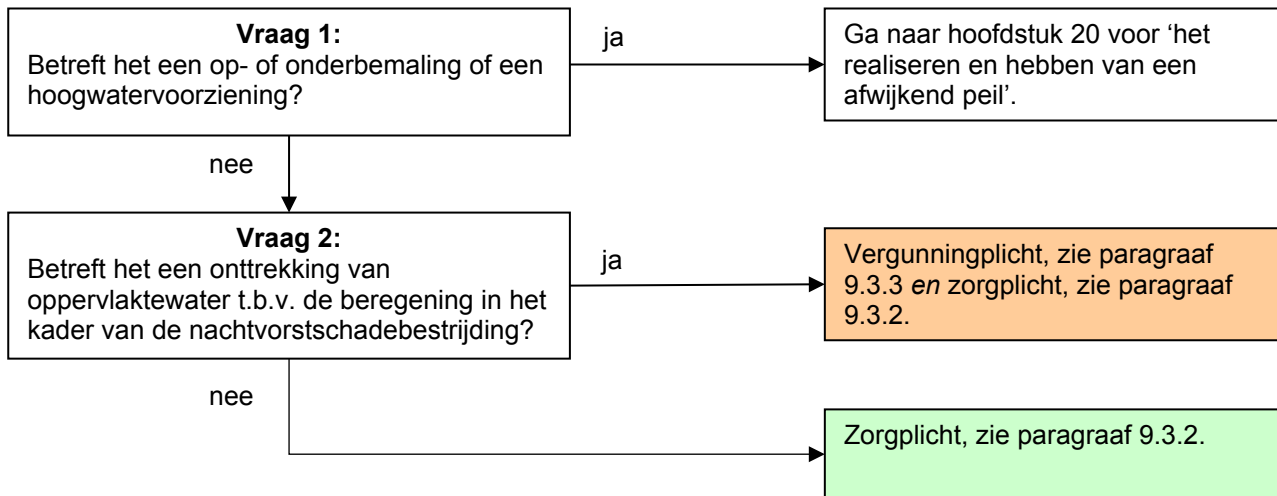 Vraag 1:
Betreft het een op- of onderbemaling of een
hoogwatervoorziening?
ja
Ga naar hoofdstuk 20 voor ‘het
realiseren en hebben van een
afwijkend peil’.
nee
Vraag 2:
Betreft het een onttrekking van
oppervlaktewater t.b.v. de beregening in het
kader van de nachtvorstschadebestrijding?
ja
Vergunningplicht, zie paragraaf
9.3.3 en zorgplicht, zie paragraaf
9.3.2.
nee
Zorgplicht, zie paragraaf 9.3.2.